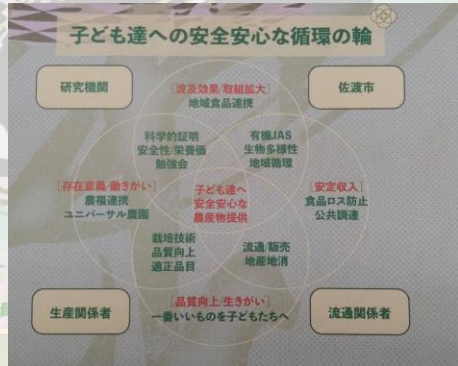 子ども達への安全安心な循環の輪
研究機関
佐渡市
[波及効果/取組拡大]
地域食品連携
科学的証明
安全性/栄養価
勉強会
有機JAS
生物多様性
地域循環
[存在意義/働きがい]
農福連携
ユニバーサル農園
子ども達へ
安全安心な
農産物提供
[安定収入]
食品ロス防止
公共調達
栽培技術
品質向上
適正品目
流通/販売
地産地消
生産関係者
[品質向上/生きがい]
一番いいものを子どもたちへ
流通関係者